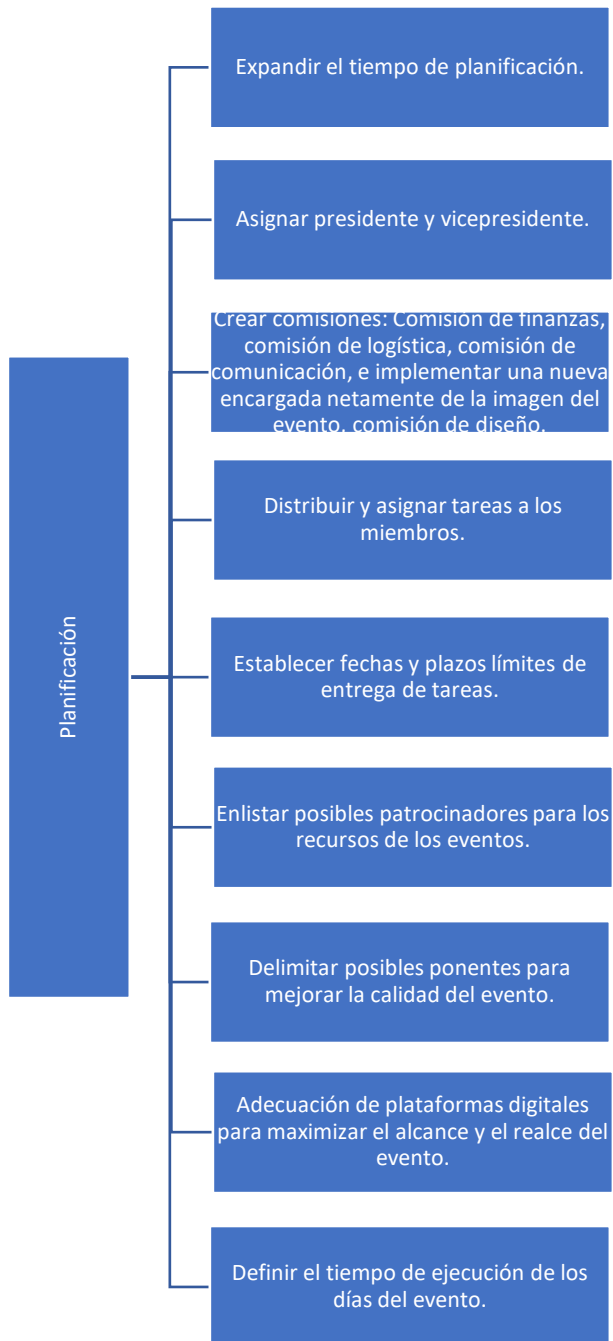 Expandir el tiempo de planificación.
Asignar presidente y vicepresidente.
Crear comisiones: Comisión de finanzas,
comisión de logística, comisión de
comunicación, e implementar una nueva
encargada netamente de la imagen del
evento. comisión de diseño.
Distribuir y asignar tareas a los
miembros.
Planificación
Establecer fechas y plazos límites de
entrega de tareas.
Enlistar posibles patrocinadores para los
recursos de los eventos.
Delimitar posibles ponentes para
mejorar la calidad del evento.
Adecuación de plataformas digitales
para maximizar el alcance y el realce del
evento.
Definir el tiempo de ejecución de los
días del evento.